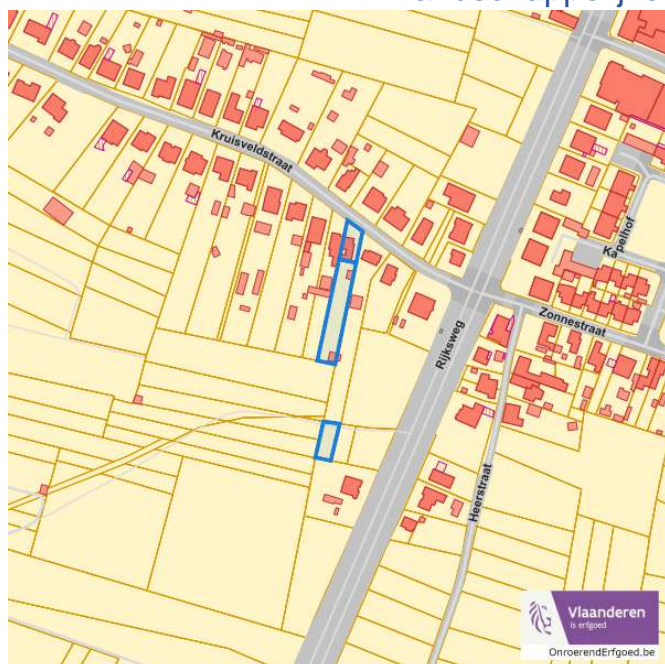 Kruisveldstraat
Kapelhof
Zonnestraat
Rijksweg
Heerstraat
Vlaanderen
is erfgoed
OnroerendErfgoed.be